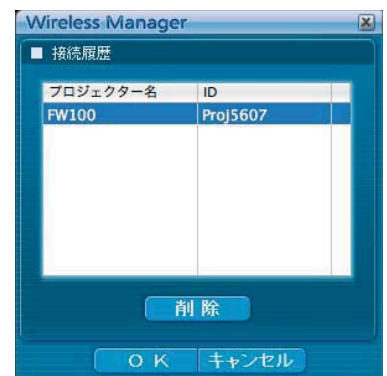 Wireless Manager
■ 接続履歴
プロジェクター名 ID
FW100 Proj5607
削除
OK キャンセル